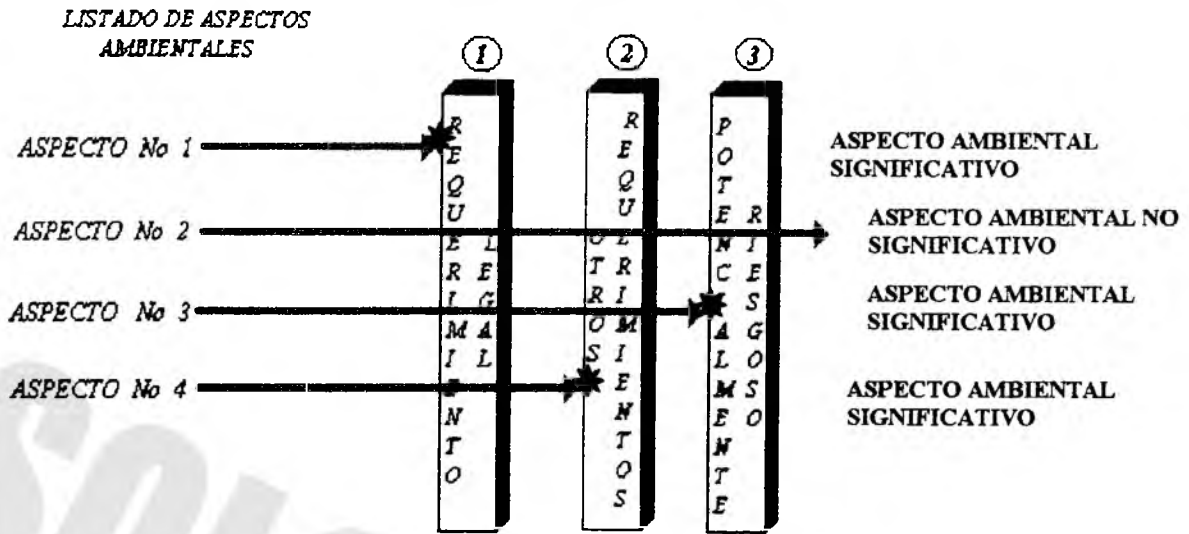 LISTADO DE ASPECTOS
AMBIENTALES
1
2
3
ASPECTO No 1
ASPECTO No 2
ASPECTO No 3
ASPECTO No 4
REQUERIMIENTO
LEGAL
OTROS
REQUERIMIENTOS
POTENCIALMENTE
RIESGOSO
ASPECTO AMBIENTAL
SIGNIFICATIVO
ASPECTO AMBIENTAL NO
SIGNIFICATIVO
ASPECTO AMBIENTAL
SIGNIFICATIVO
ASPECTO AMBIENTAL
SIGNIFICATIVO